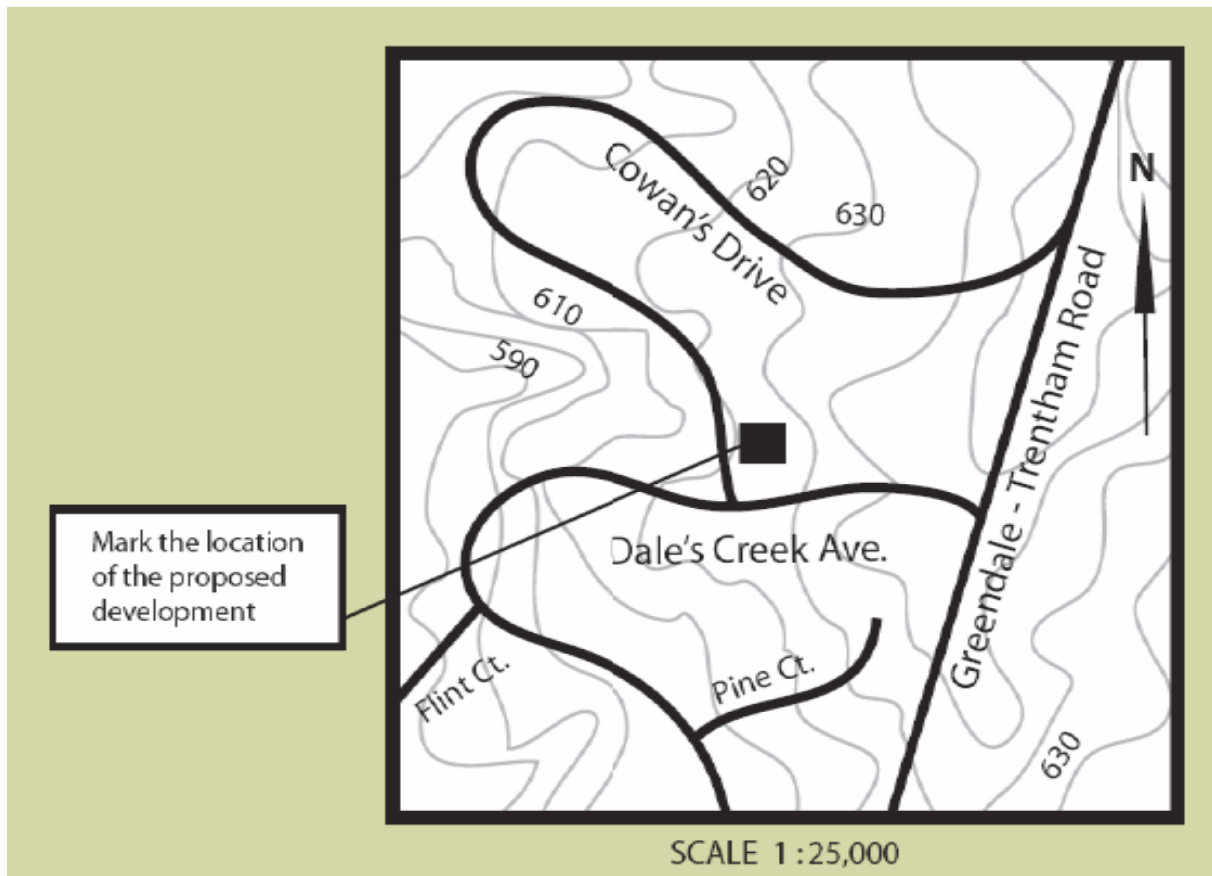 N
Cowan's Drive
620
630
610
590
Greendale - Trentham Road
Mark the location
of the proposed
development
Dale's Creek Ave.
Flint Ct.
Pine Ct.
630
SCALE 1 : 25,000